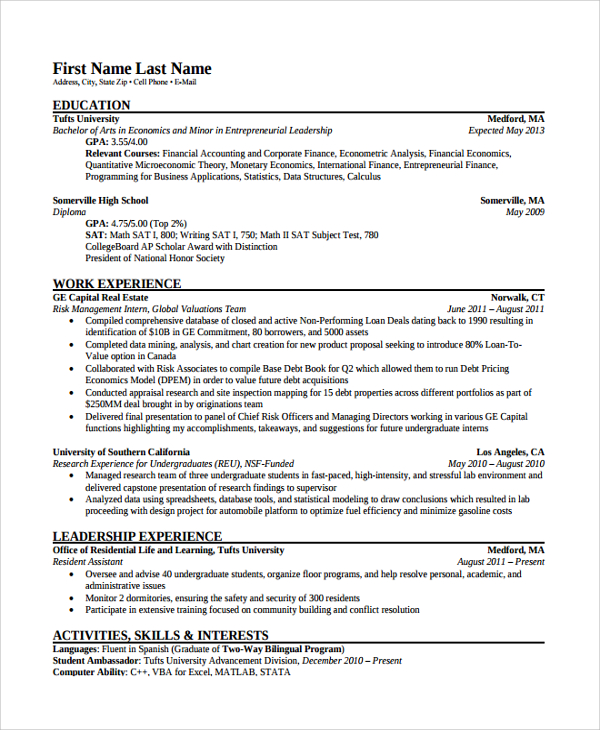 First Name Last Name
Address, City, State Zip • Cell Phone • E-Mail
EDUCATION
Tufts University Medford, MA
Bachelor of Arts in Economics and Minor in Entrepreneurial Leadership Expected May 2013
GPA: 3.55/4.00
Relevant Courses: Financial Accounting and Corporate Finance, Econometric Analysis, Financial Economics,
Quantitative Microeconomic Theory, Monetary Economics, International Finance, Entrepreneurial Finance,
Programming for Business Applications, Statistics, Data Structures, Calculus
Somerville High School Somerville, MA
Diploma May 2009
GPA: 4.75/5.00 (Top 2%)
SAT: Math SAT I, 800; Writing SAT I, 750; Math II SAT Subject Test, 780
CollegeBoard AP Scholar Award with Distinction
President of National Honor Society
WORK EXPERIENCE
GE Capital Real Estate Norwalk, CT
Risk Management Intern, Global Valuations Team June 2011 – August 2011
• Compiled comprehensive database of closed and active Non-Performing Loan Deals dating back to 1990 resulting in
identification of $10B in GE Commitment, 80 borrowers, and 5000 assets
• Completed data mining, analysis, and chart creation for new product proposal seeking to introduce 80% Loan-To-
Value option in Canada
• Collaborated with Risk Associates to compile Base Debt Book for Q2 which allowed them to run Debt Pricing
Economics Model (DPEM) in order to value future debt acquisitions
• Conducted appraisal research and site inspection mapping for 15 debt properties across different portfolios as part of
$250MM deal brought in by origination teams
• Delivered final presentation to panel of Chief Risk Officers and Managing Directors working in various GE Capital
functions highlighting my accomplishments, takeaways, and suggestions for future internships
University of Southern California Los Angeles, CA
Research Experience for Undergraduates (REU), NSF-Funded May 2010 – August 2010
• Managed research team of three undergraduate students in fast-paced, high-intensity, and stressful lab environment and
delivered capstone presentation of research findings to supervisor
• Analyzed data using spreadsheets, database tools, and statistical modeling to draw conclusions which resulted in lab
proceeding with design project for automobile platform to optimize fuel efficiency and minimize gasoline costs
LEADERSHIP EXPERIENCE
Office of Residential Life and Learning, Tufts University Medford, MA
Resident Assistant August 2011 – Present
• Oversee and advise 40 undergraduate students, organize floor programs, and help resolve personal, academic, and
administrative issues
• Monitor 2 dormitories, ensuring the safety and security of 300 residents
• Participate in extensive training focused on community building and conflict resolution
ACTIVITIES, SKILLS & INTERESTS
Languages: Fluent in Spanish (Graduate of Two-Way Bilingual Program)
Student Ambassador: Tufts University Advancement Division, December 2010 – Present
Computer Ability: C++, VBA for Excel, MATLAB, STATA